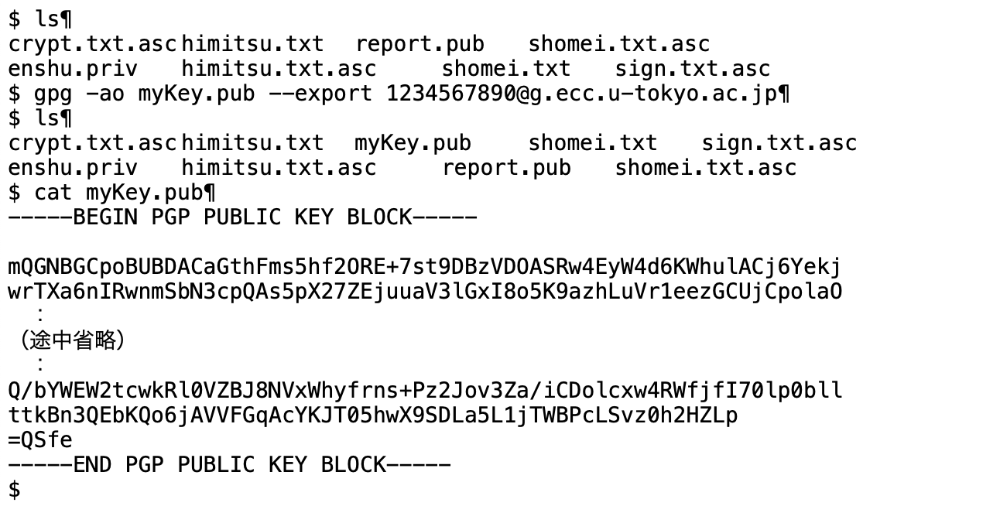 $ ls¶
crypt.txt.asc himitsu.txt report.pub shomei.txt.asc
enshu.priv himitsu.txt.asc shomei.txt sign.txt.asc
$ gpg -ao myKey.pub --export 1234567890@g.ecc.u-tokyo.ac.jp¶
$ ls¶
crypt.txt.asc himitsu.txt myKey.pub shomei.txt sign.txt.asc
enshu.priv himitsu.txt.asc report.pub shomei.txt.asc
$ cat myKey.pub¶
-----BEGIN PGP PUBLIC KEY BLOCK-----

mQGNBGCpoBUBDACaGthFms5hf2ORE+7st9DBzVDOASRw4EyW4d6KWhulACj6Yekj
wrTXa6nIRwnmSbN3cpQAs5pX27ZEjuuaV3lGxI8o5K9azhLuVr1eezGCUjCpolaO
：
（途中省略）
：
Q/bYWEW2tcwkRl0VZBJ8NVxWhyfrns+Pz2Jov3Za/iCDolcxw4RWfjfI70lp0bll
ttkBn3QEbKQo6jAVVFGqAcYKJT05hwX9SDLa5L1jTWBPcLSvz0h2HZLp
=QSfe
-----END PGP PUBLIC KEY BLOCK-----
$